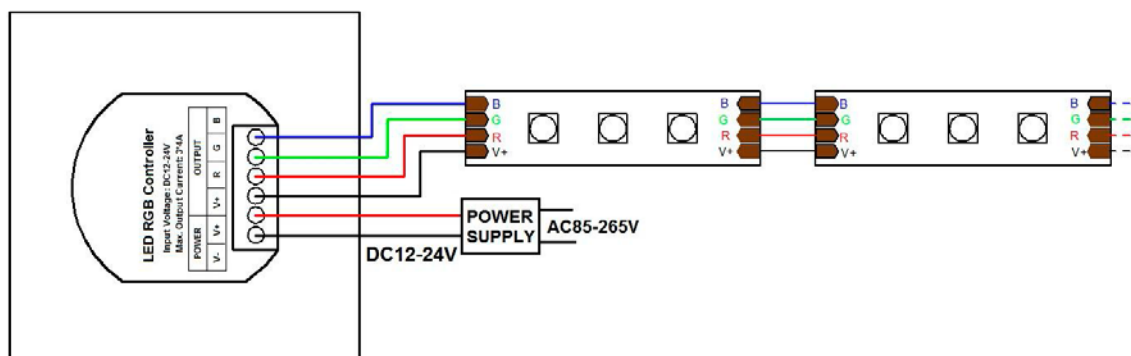 LED RGB Controller
Input Voltage: DC12-24V
Max. Output Current: 3*4A
POWER OUTPUT
V- V+ V+ R G B
B
G
R
V+
B
G
R
V+
B
G
R
V+
B
G
R
V+
POWER
SUPPLY
AC85-265V
DC12-24V